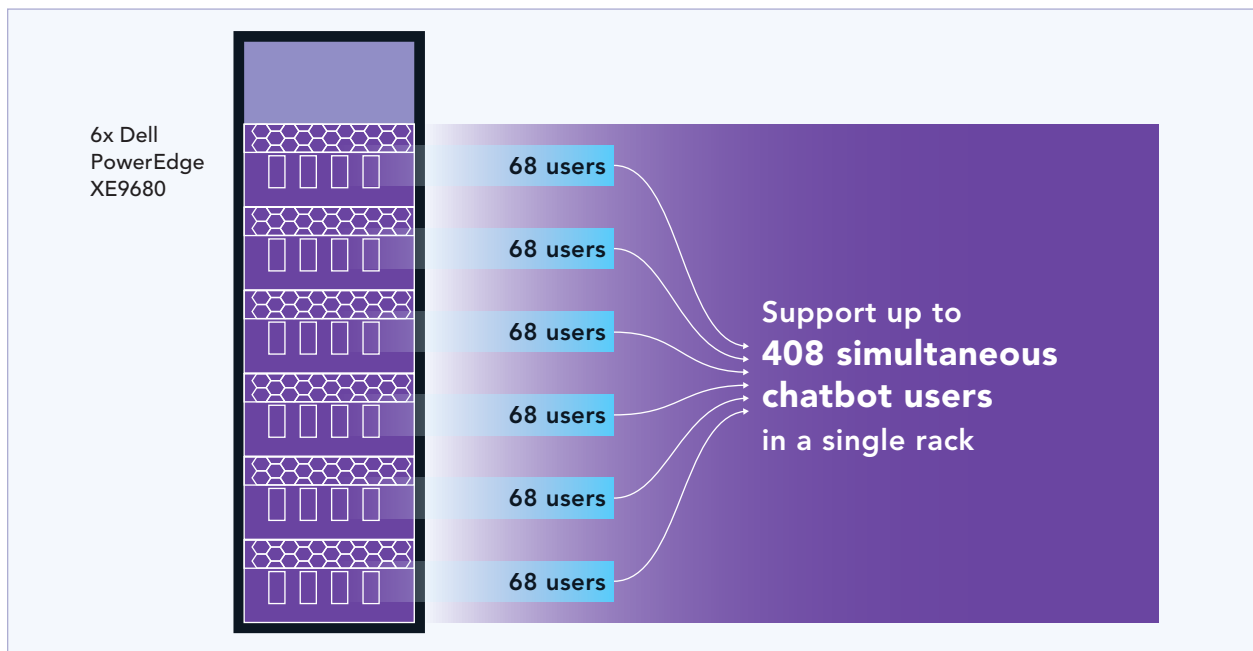 6x Dell
PowerEdge
XE9680
68 users
68 users
68 users
68 users
68 users
68 users
Support up to
408 simultaneous
chatbot users
in a single rack